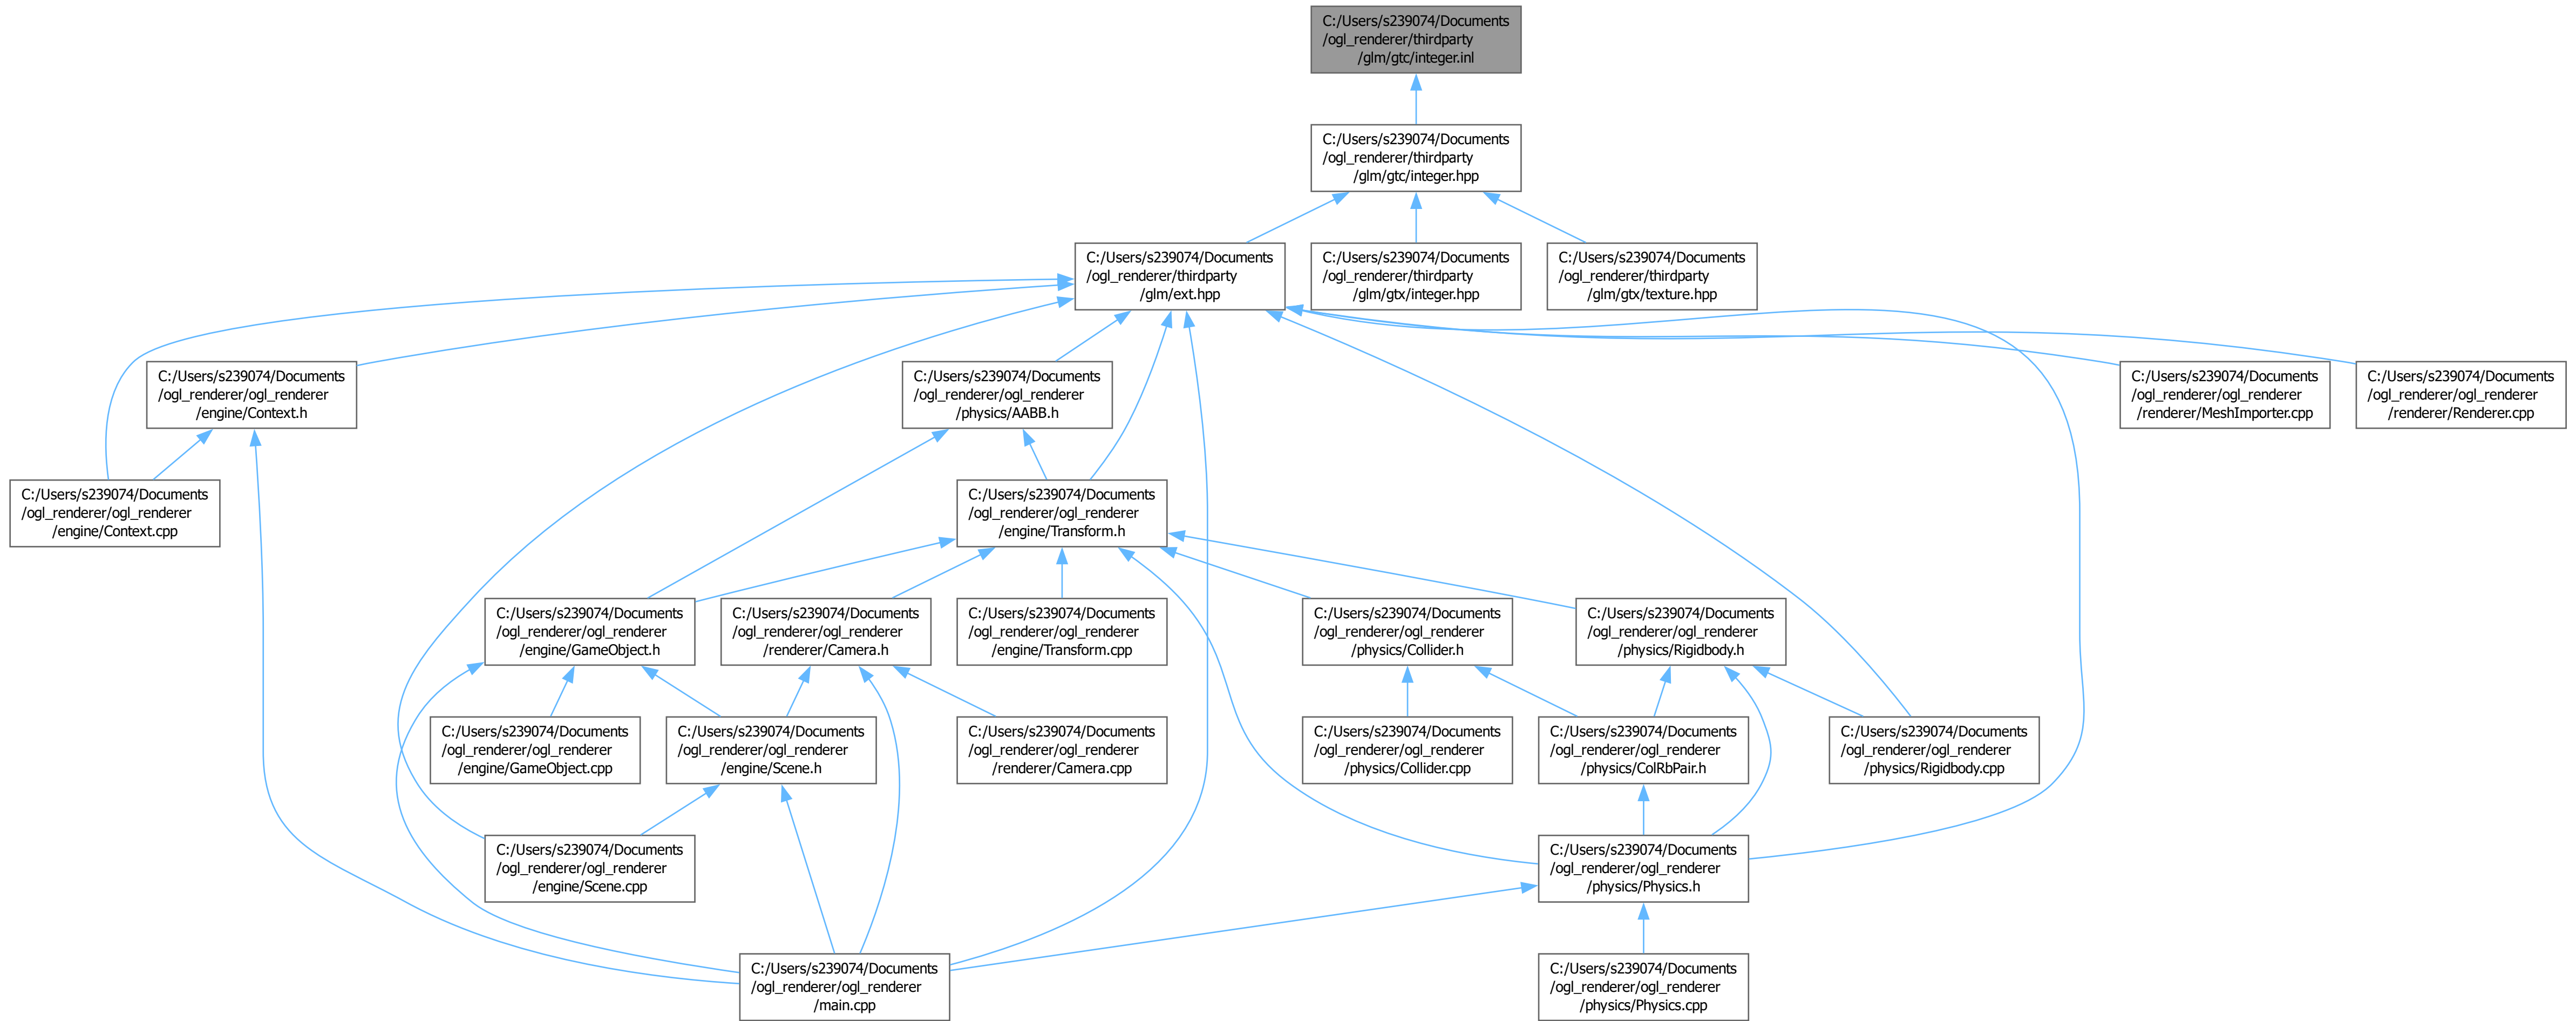 C:/Users/s239074/Documents
/ogl_renderer/thirdparty
/glm/gtc/integer.inl
C:/Users/s239074/Documents
/ogl_renderer/thirdparty
/glm/gtc/integer.hpp
C:/Users/s239074/Documents
/ogl_renderer/thirdparty
/glm/ext.hpp
C:/Users/s239074/Documents
/ogl_renderer/thirdparty
/glm/gtx/integer.hpp
C:/Users/s239074/Documents
/ogl_renderer/thirdparty
/glm/gtx/texture.hpp
C:/Users/s239074/Documents
/ogl_renderer/ogl_renderer
/engine/Context.h
C:/Users/s239074/Documents
/ogl_renderer/ogl_renderer
/physics/AABB.h
C:/Users/s239074/Documents
/ogl_renderer/ogl_renderer
/renderer/MeshImporter.cpp
C:/Users/s239074/Documents
/ogl_renderer/ogl_renderer
/renderer/Renderer.cpp
C:/Users/s239074/Documents
/ogl_renderer/ogl_renderer
/engine/Context.cpp
C:/Users/s239074/Documents
/ogl_renderer/ogl_renderer
/engine/Transform.h
C:/Users/s239074/Documents
/ogl_renderer/ogl_renderer
/engine/GameObject.h
C:/Users/s239074/Documents
/ogl_renderer/ogl_renderer
/renderer/Camera.h
C:/Users/s239074/Documents
/ogl_renderer/ogl_renderer
/engine/Transform.cpp
C:/Users/s239074/Documents
/ogl_renderer/ogl_renderer
/physics/Collider.h
C:/Users/s239074/Documents
/ogl_renderer/ogl_renderer
/physics/Rigidbody.h
C:/Users/s239074/Documents
/ogl_renderer/ogl_renderer
/engine/GameObject.cpp
C:/Users/s239074/Documents
/ogl_renderer/ogl_renderer
/engine/Scene.h
C:/Users/s239074/Documents
/ogl_renderer/ogl_renderer
/renderer/Camera.cpp
C:/Users/s239074/Documents
/ogl_renderer/ogl_renderer
/physics/Collider.cpp
C:/Users/s239074/Documents
/ogl_renderer/ogl_renderer
/physics/ColRbPair.h
C:/Users/s239074/Documents
/ogl_renderer/ogl_renderer
/physics/Rigidbody.cpp
C:/Users/s239074/Documents
/ogl_renderer/ogl_renderer
/engine/Scene.cpp
C:/Users/s239074/Documents
/ogl_renderer/ogl_renderer
/physics/Physics.h
C:/Users/s239074/Documents
/ogl_renderer/ogl_renderer
/main.cpp
C:/Users/s239074/Documents
/ogl_renderer/ogl_renderer
/physics/Physics.cpp